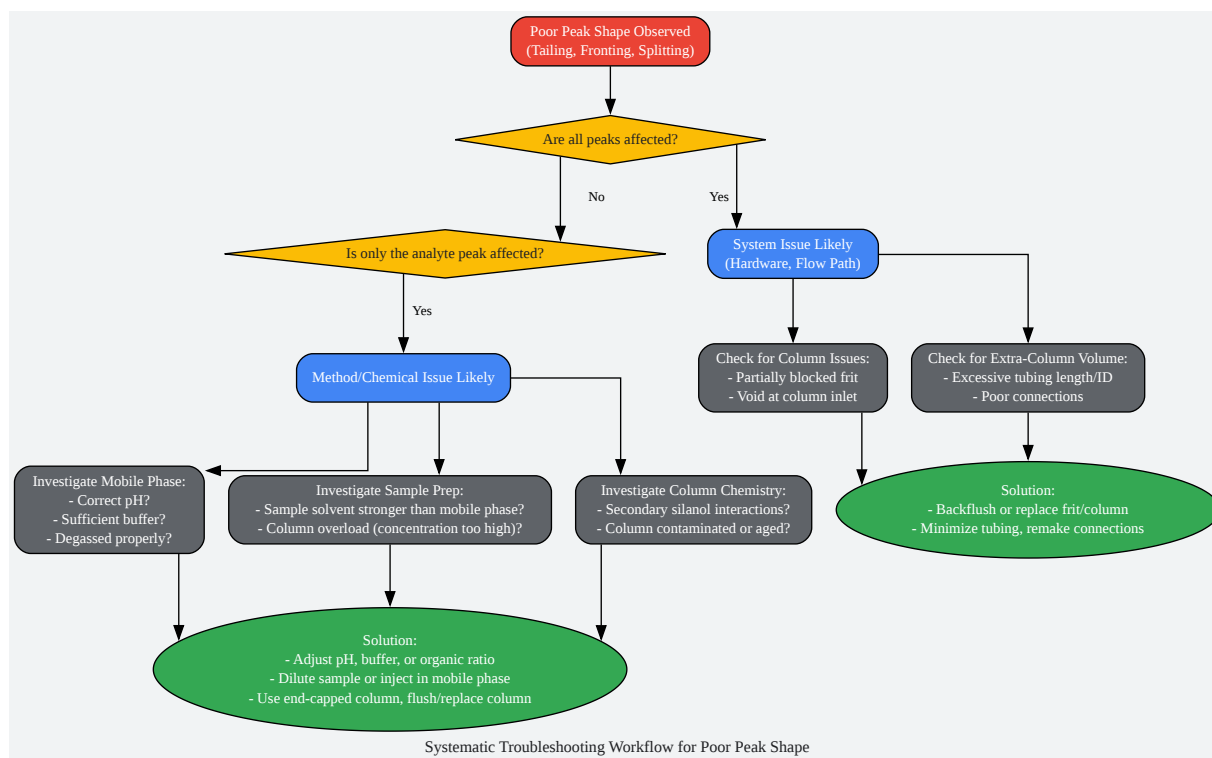 Poor Peak Shape Observed
(Tailing, Fronting, Splitting)
Are all peaks affected?
No
Yes
Is only the analyte peak affected?
System Issue Likely
(Hardware, Flow Path)
Yes
Method/Chemical Issue Likely
Check for Column Issues:
- Partially blocked frit
- Void at column inlet
Check for Extra-Column Volume:
- Excessive tubing length/ID
- Poor connections
Investigate Mobile Phase:
- Correct pH?
- Sufficient buffer?
- Degassed properly?
Investigate Sample Prep:
- Sample solvent stronger than mobile phase?
- Column overload (concentration too high)?
Investigate Column Chemistry:
- Secondary silanol interactions?
- Column contaminated or aged?
Solution:
- Backflush or replace frit/column
- Minimize tubing, remake connections
Solution:
- Adjust pH, buffer, or organic ratio
- Dilute sample or inject in mobile phase
- Use end-capped column, flush/replace column
Systematic Troubleshooting Workflow for Poor Peak Shape